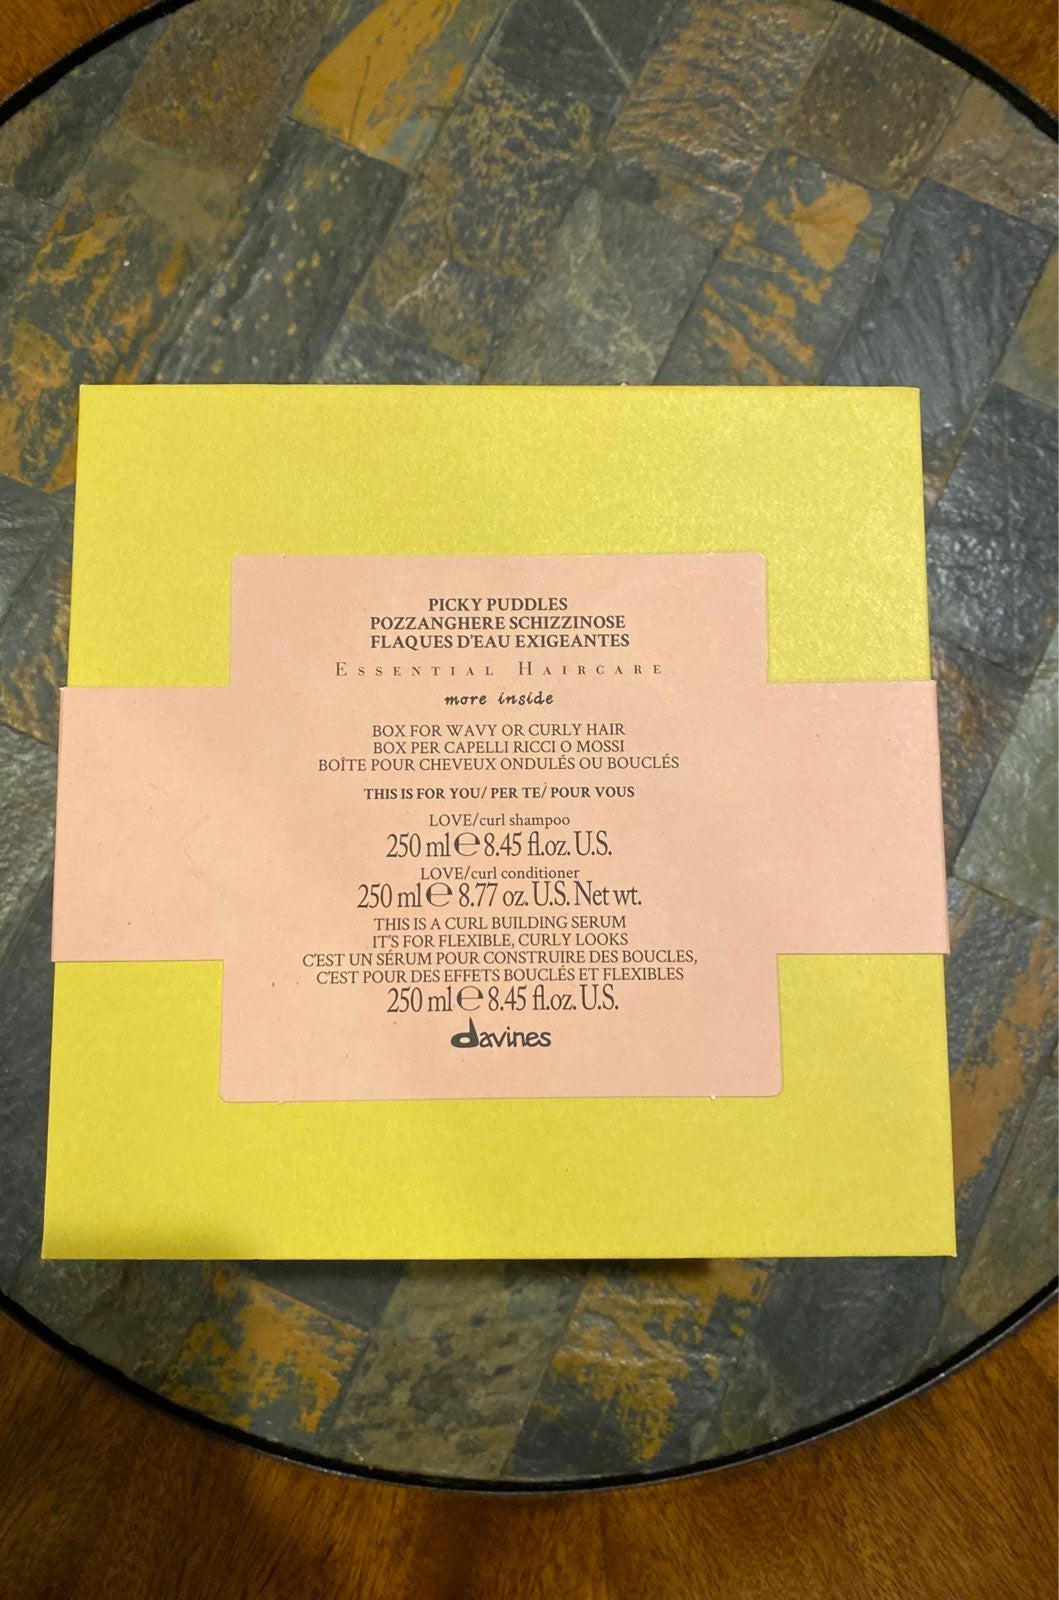 PICKY PUDDLES
POZZANGHERE SCHIZZINOSE
FLAQUES D'EAU EXIGEANTES
ESSENTIAL HAIRCARE
more inside
BOX FOR WAVY OR CURLY HAIR
BOX PER CAPELLI RICCI O MOSSI
BOÎTE POUR CHEVEUX ONDULÉS OU BOUCLÉS
THIS IS FOR YOU/ PER TE/ POUR VOUS
LOVE/curl shampoo
250 ml ℮ 8.45 fl.oz. U.S.
LOVE/curl conditioner
250 ml ℮ 8.77 oz. U.S. Net wt.
THIS IS A CURL BUILDING SERUM
IT'S FOR FLEXIBLE, CURLY LOOKS
C'EST UN SÉRUM POUR CONSTRUIRE DES BOUCLES,
C'EST POUR DES EFFETS BOUCLÉS ET FLEXIBLES
250 ml ℮ 8.45 fl.oz. U.S.
davines